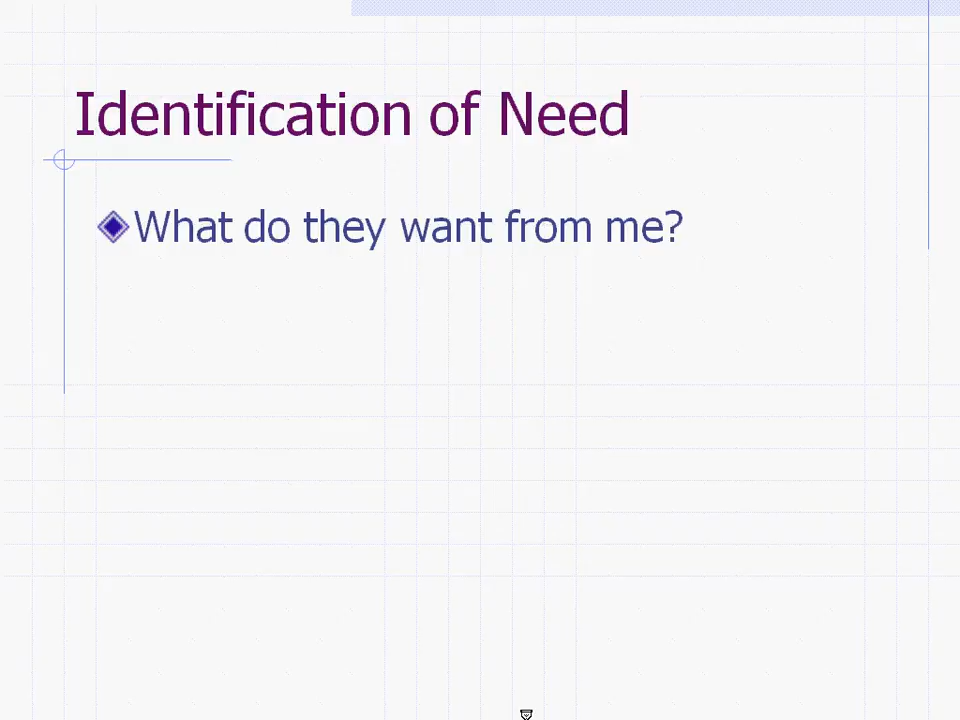 Identification of Need
What do they want from me?